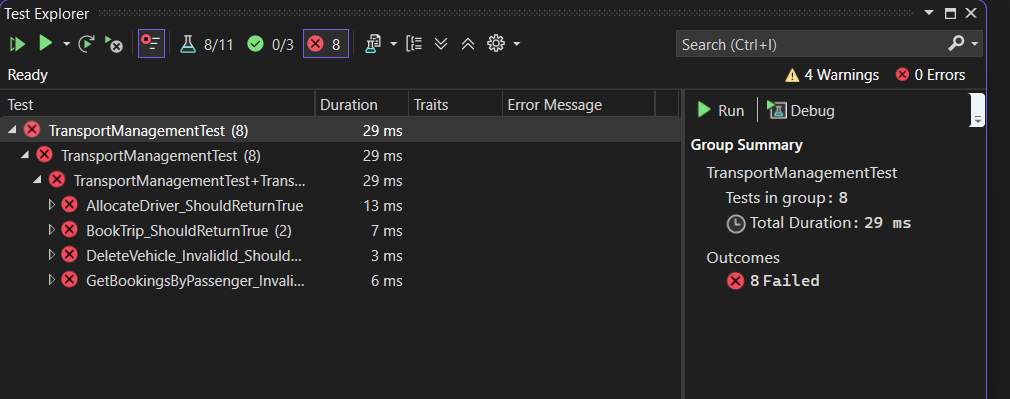 Test Explorer
8/11 0/3 8 Search (Ctrl+I)
Ready 4 Warnings 0 Errors
Test Duration Traits Error Message
TransportManagementTest (8) 29 ms
TransportManagementTest (8) 29 ms
TransportManagementTest+Trans... 29 ms
AllocateDriver_ShouldReturnTrue 13 ms
BookTrip_ShouldReturnTrue (2) 7 ms
DeleteVehicle_InvalidId_Should... 3 ms
GetBookingsByPassenger_Invali... 6 ms
Run Debug
Group Summary
TransportManagementTest
Tests in group: 8
Total Duration: 29 ms
Outcomes
8 Failed